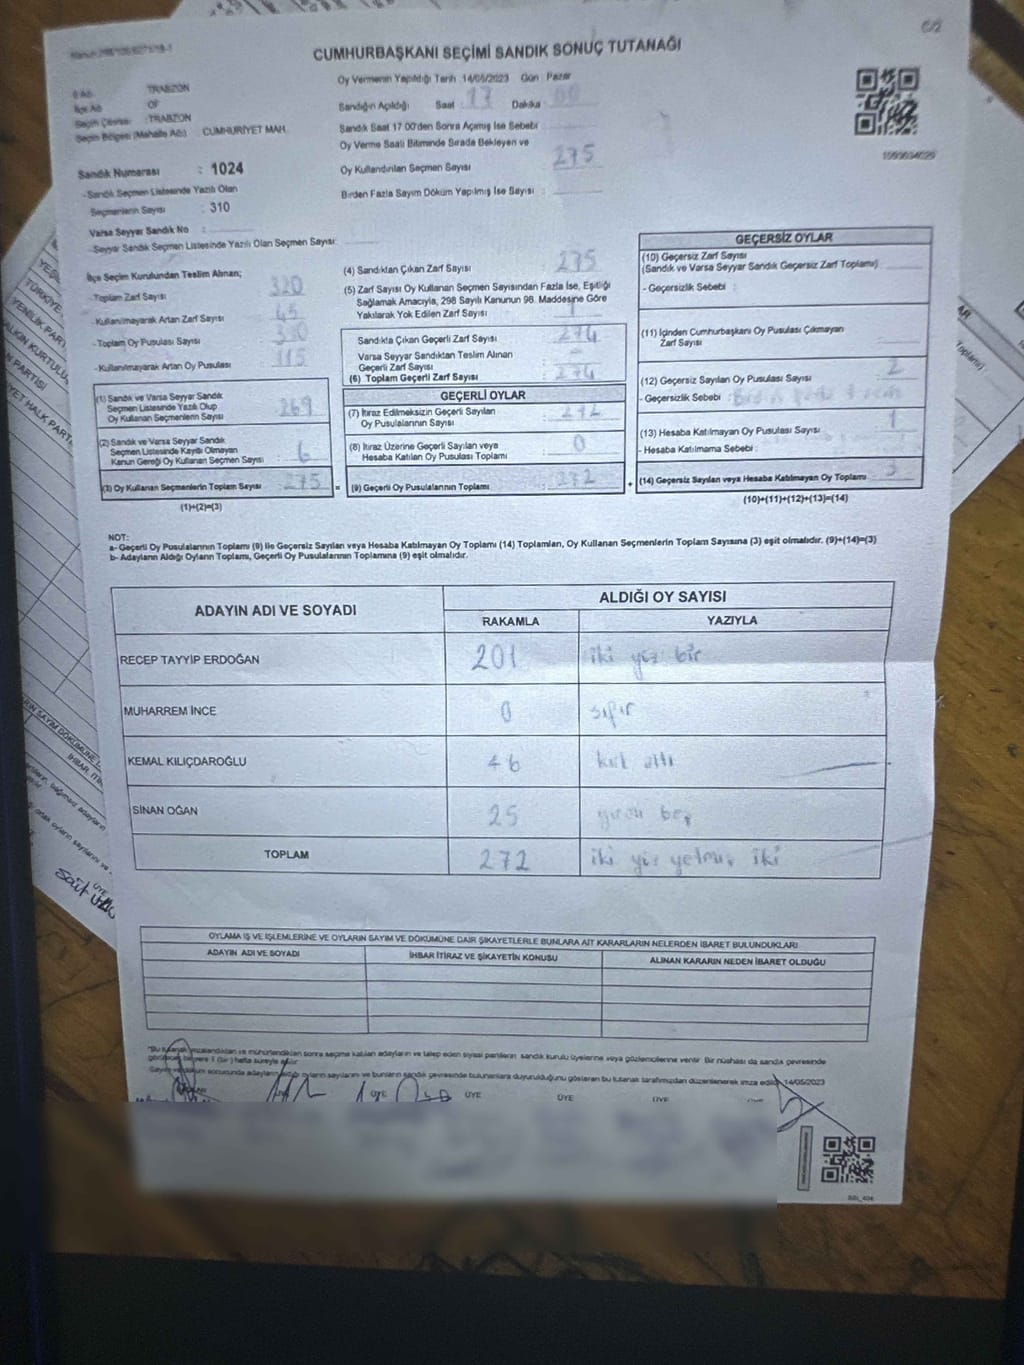 6/2
CUMHURBAŞKANI SEÇİMİ SANDIK SONUÇ TUTANAĞI
İl Adı : TRABZON
İlçe Adı : OF
Seçim Çevresi : TRABZON
Seçim Bölgesi (Mahalle Adı) : CUMHURİYET MAH.
Oy Vermenin Yapıldığı Tarih 14/05/2023 Gün Pazar
Sandığın Açıldığı Saat 17 Dakika 00
Sandık Saat 17.00'den Sonra Açılmış İse Sebebi
Oy Verme Saati Bitiminde Sırada Bekleyen ve
Oy Kullandırılan Seçmen Sayısı 275
Birden Fazla Sayım Döküm Yapılmış İse Sayısı :
Sandık Numarası : 1024
- Sandık Seçmen Listesinde Yazılı Olan
Seçmenlerin Sayısı : 310
Varsa Seyyar Sandık No :
- Seyyar Sandık Seçmen Listesinde Yazılı Olan Seçmen Sayısı:
İlçe Seçim Kurulundan Teslim Alınan;
- Toplam Zarf Sayısı 320
- Kullanılmayarak Artan Zarf Sayısı 45
- Toplam Oy Pusulası Sayısı
- Kullanılmayarak Artan Oy Pusulası 115
(1) Sandık ve Varsa Seyyar Sandık
Seçmen Listesinde Yazılı Olup
Oy Kullanan Seçmenlerin Sayısı 269
(2) Sandık ve Varsa Seyyar Sandık
Seçmen Listesinde Kayıtlı Olmayan
Kanun Gereği Oy Kullanan Seçmen Sayısı : 6
(3) Oy Kullanan Seçmenlerin Toplam Sayısı 275
(1)+(2)=(3)
=
(4) Sandıktan Çıkan Zarf Sayısı : 275
(5) Zarf Sayısı Oy Kullanan Seçmen Sayısından Fazla İse, Eşitliği
Sağlamak Amacıyla, 298 Sayılı Kanunun 98. Maddesine Göre
Yakılarak Yok Edilen Zarf Sayısı : 1
Sandıkta Çıkan Geçerli Zarf Sayısı : 274
Varsa Seyyar Sandıktan Teslim Alınan
Geçerli Zarf Sayısı : -
(6) Toplam Geçerli Zarf Sayısı : 274
GEÇERLİ OYLAR
(7) İtiraz Edilmeksizin Geçerli Sayılan
Oy Pusulalarının Sayısı : 272
(8) İtiraz Üzerine Geçerli Sayılan veya
Hesaba Katılan Oy Pusulası Toplamı : 0
(9) Geçerli Oy Pusulalarının Toplamı : 272
+
GEÇERSİZ OYLAR
(10) Geçersiz Zarf Sayısı
(Sandık ve Varsa Seyyar Sandık Geçersiz Zarf Toplamı)
- Geçersizlik Sebebi :
(11) İçinden Cumhurbaşkanı Oy Pusulası Çıkmayan
Zarf Sayısı
(12) Geçersiz Sayılan Oy Pusulası Sayısı : 2
- Geçersizlik Sebebi :
(13) Hesaba Katılmayan Oy Pusulası Sayısı : 1
- Hesaba Katılmama Sebebi :
(14) Geçersiz Sayılan veya Hesaba Katılmayan Oy Toplamı : 3
(10)+(11)+(12)+(13)=(14)
NOT:
a- Geçerli Oy Pusulalarının Toplamı (9) ile Geçersiz Sayılan veya Hesaba Katılmayan Oy Toplamı (14) Toplamları, Oy Kullanan Seçmenlerin Toplam Sayısına (3) eşit olmalıdır. (9)+(14)=(3)
b- Adayların Aldığı Oyların Toplamı, Geçerli Oy Pusulalarının Toplamına (9) eşit olmalıdır.
ADAYIN ADI VE SOYADI
ALDIĞI OY SAYISI
RAKAMLA YAZIYLA
RECEP TAYYİP ERDOĞAN 201 iki yüz bir
MUHARREM İNCE 0 sıfır
KEMAL KILIÇDAROĞLU 46 kırk altı
SİNAN OĞAN 25 yirmi beş
TOPLAM 272 iki yüz yetmiş iki
OYLAMA İŞ VE İŞLEMLERİNE VE OYLARIN SAYIM VE DÖKÜMÜNE DAİR ŞİKAYETLERLE BUNLARA AİT KARARLARIN NELERDEN İBARET BULUNDUKLARI
ADAYIN ADI VE SOYADI İHBAR İTİRAZ VE ŞİKAYETİN KONUSU ALINAN KARARIN NEDEN İBARET OLDUĞU
ÜYE ÜYE ÜYE ÜYE